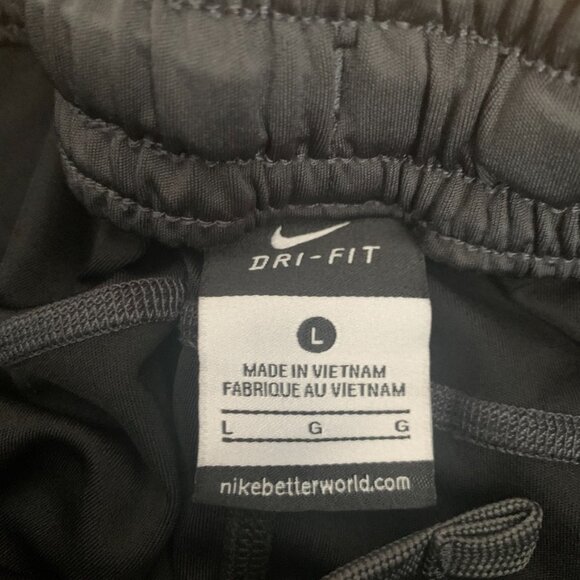 DRI-FIT
L
MADE IN VIETNAM
FABRIQUE AU VIETNAM
L G G
nikebetterworld.com